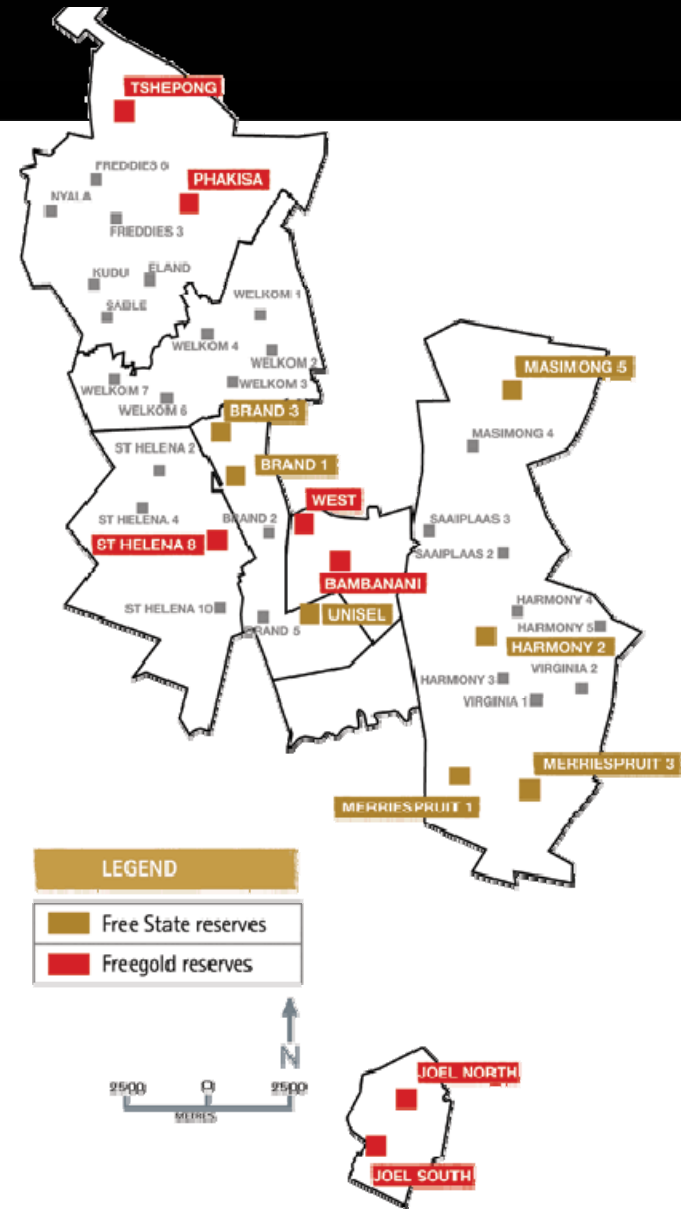 TSHEPONG
FREDDIES 6
PHAKISA
NYALA
FREDDIES 3
ELAND
KUDU
SABLE
WELKOM 1
WELKOM 4
WELKOM 2
MASIMONG 5
WELKOM 7
WELKOM 3
WELKOM 6
BRAND 3
MASIMONG 4
ST HELENA 2
BRAND 1
WEST
ST HELENA 4
BRAND 2
SAAIPLAAS 3
ST HELENA 8
SAAIPLAAS 2
BAMBANANI
HARMONY 4
ST HELENA 10
UNISEL
BRAND 5
HARMONY 5
HARMONY 2
VIRGINIA 2
HARMONY 3
VIRGINIA 1
MERRIESPRUIT 3
MERRIESPRUIT 1
LEGEND
Free State reserves
Freegold reserves
N
2500 0 2500
METRES
JOEL NORTH
JOEL SOUTH